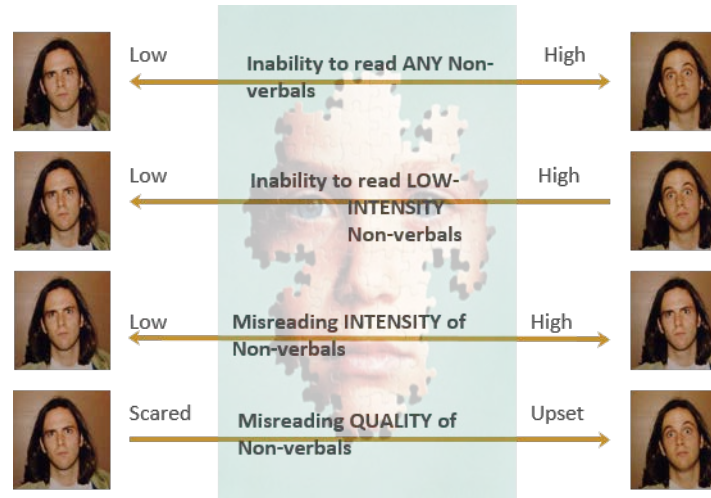 Low
Inability to read ANY Non-
verbals
High
Low
Inability to read LOW-
INTENSITY
Non-verbals
High
Low
Misreading INTENSITY of
Non-verbals
High
Scared
Misreading QUALITY of
Non-verbals
Upset